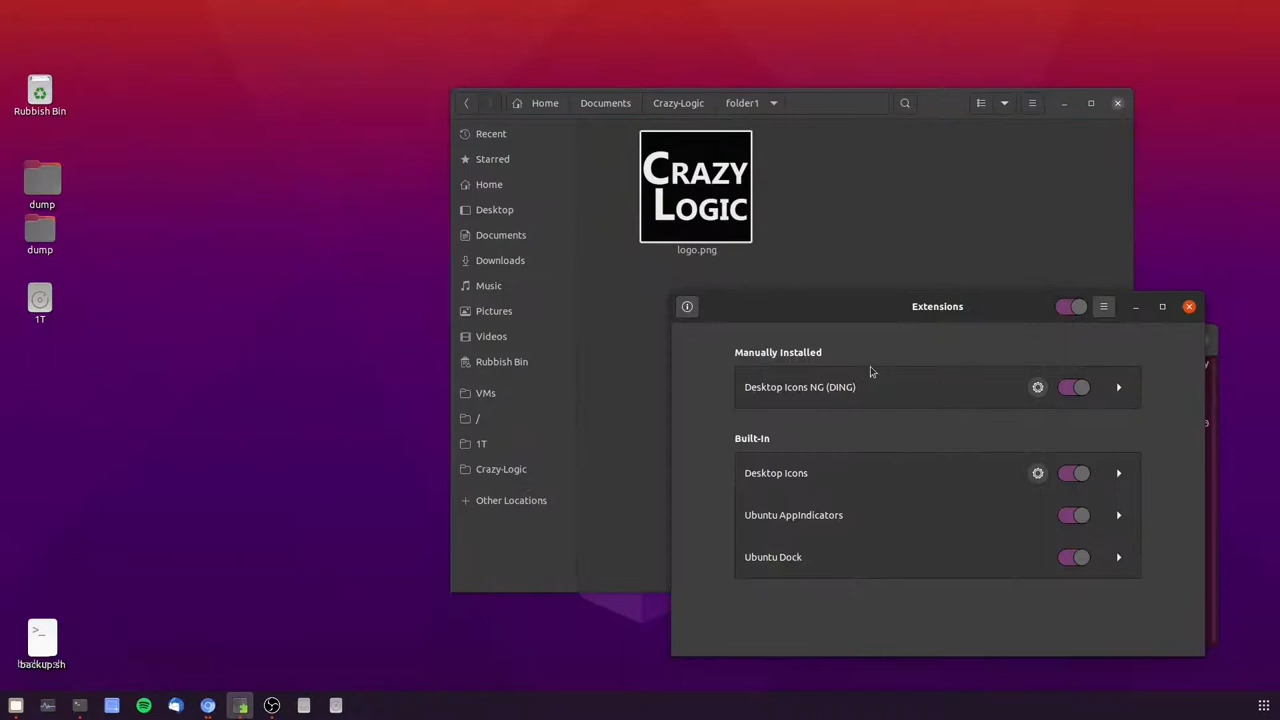 Rubbish Bin
dump
dump
1T
backup.sh
Home
Documents
Crazy-Logic
folder1
Recent
Starred
Home
Desktop
Documents
Downloads
Music
Pictures
Videos
Rubbish Bin
VMs
/
1T
Crazy-Logic
Other Locations
CRAZY
LOGIC
logo.png
Extensions
Manually Installed
Desktop Icons NG (DING)
Built-In
Desktop Icons
Ubuntu AppIndicators
Ubuntu Dock